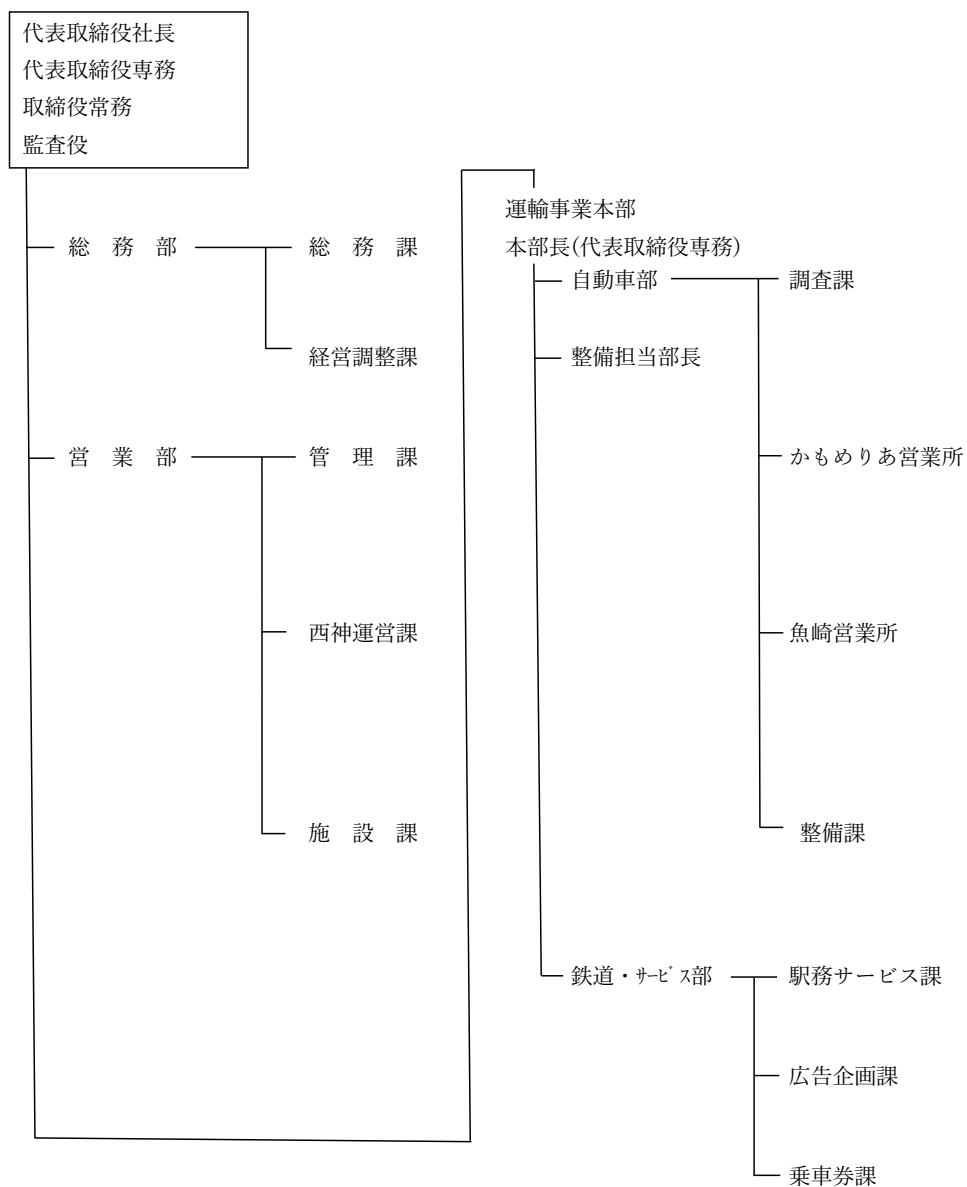 代表取締役社長
代表取締役専務
取締役常務
監査役
総　務　部
総　務　課
経営調整課
営　業　部
管　理　課
西神運営課
施　設　課
運輸事業本部
本部長(代表取締役専務)
自動車部
調査課
整備担当部長
かもめりあ営業所
魚崎営業所
整備課
鉄道・ｻｰﾋﾞｽ部
駅務サービス課
広告企画課
乗車券課